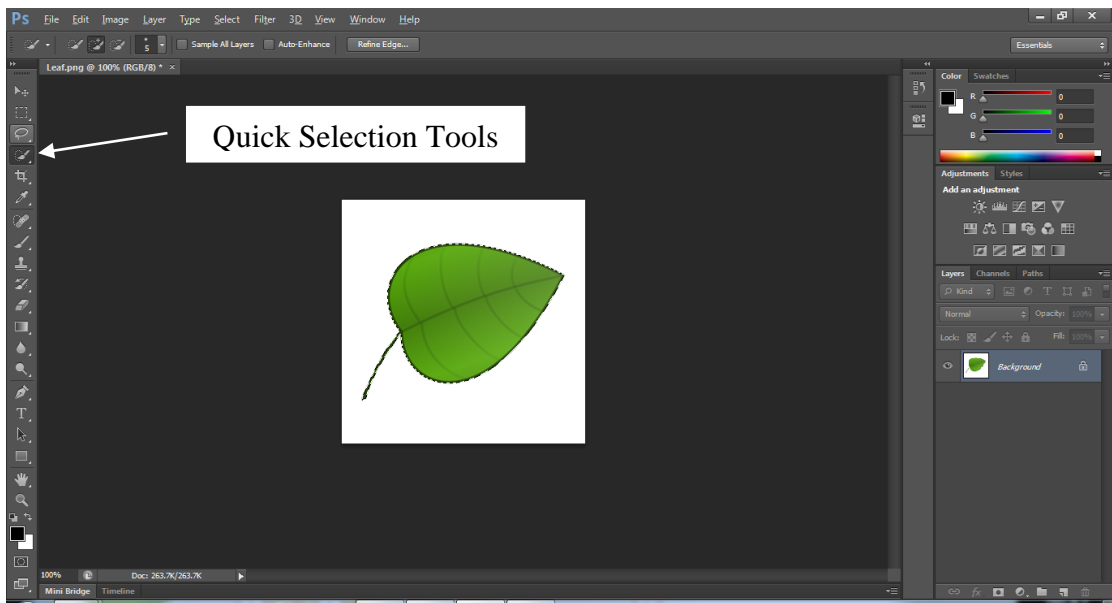 Ps File Edit Image Layer Type Select Filter 3D View Window Help
5 Sample All Layers Auto-Enhance Refine Edge... Essentials
Leaf.png @ 100% (RGB/8) * ×
Quick Selection Tools
Color Swatches
R 0
G 0
B 0
Adjustments Styles
Add an adjustment
Layers Channels Paths
Kind
Normal Opacity: 100%
Lock: Fill: 100%
Background
T
100% Doc: 263.7K/263.7K
Mini Bridge Timeline
fx